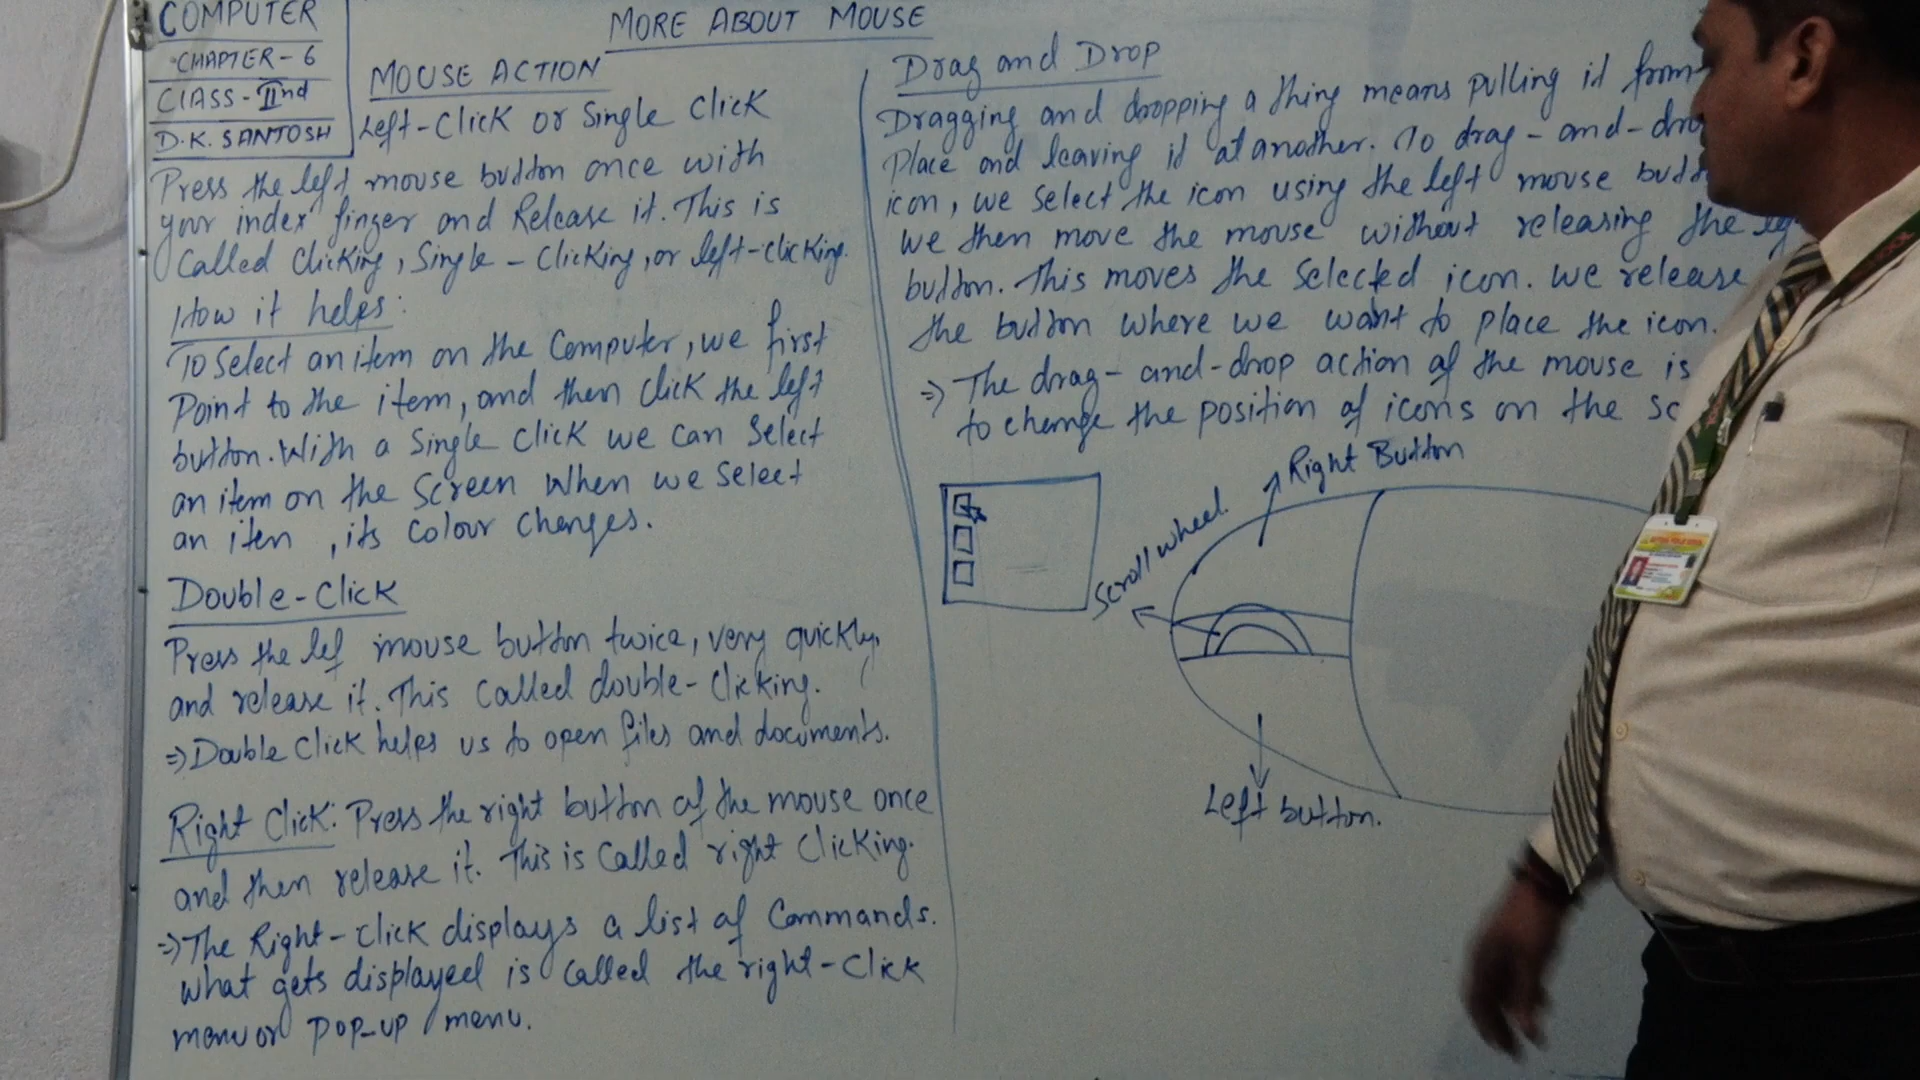 COMPUTER
CHAPTER-6
CLASS-IInd
D.K. SANTOSH
MORE ABOUT MOUSE
MOUSE ACTION
Left-Click or Single Click
Press the left mouse button once with
your index finger and Release it. This is
Called Clicking, Single-Clicking, or left-clicking.
How it helps:
To Select an item on the Computer, we first
Point to the item, and then Click the left
button. With a Single Click we can Select
an item on the Screen When we Select
an iten, its Colour Changes.
Double-Click
Press the lef mouse button twice, very quickly,
and release it. This Called double-Clicking.
⇒ Double Click helps us to open files and documents.
Right Click: Press the right button of the mouse once
and then release it. This is Called right Clicking.
⇒ The Right-Click displays a list of Commands.
What gets displayed is Called the right-Click
menu or Pop-up menu.
Drag and Drop
Dragging and dropping a thing means pulling it from
Place and leaving it at another. To drag-and-
icon, we Select the icon using the left mouse
We then move the mouse without releasing the
button. This moves the Selected icon. We release
the button where we want to place the icon.
⇒ The drag-and-drop action of the mouse is
to change the position of icons on the
Right Button
Scroll wheel.
Left button.